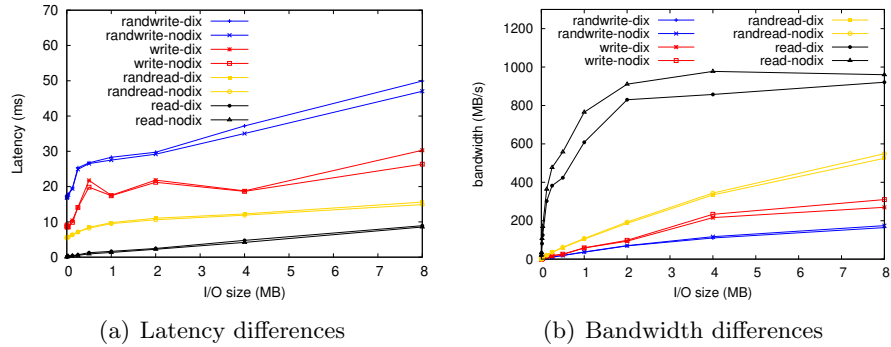 70
60
50
40
30
20
10
0
0
1
2
3
4
5
6
7
8
Latency (ms)
I/O size (MB)
randwrite-dix
randwrite-nodix
write-dix
write-nodix
randread-dix
randread-nodix
read-dix
read-nodix
(a) Latency differences
1200
1000
800
600
400
200
0
0
1
2
3
4
5
6
7
8
bandwidth (MB/s)
I/O size (MB)
randwrite-dix
randwrite-nodix
write-dix
write-nodix
randread-dix
randread-nodix
read-dix
read-nodix
(b) Bandwidth differences